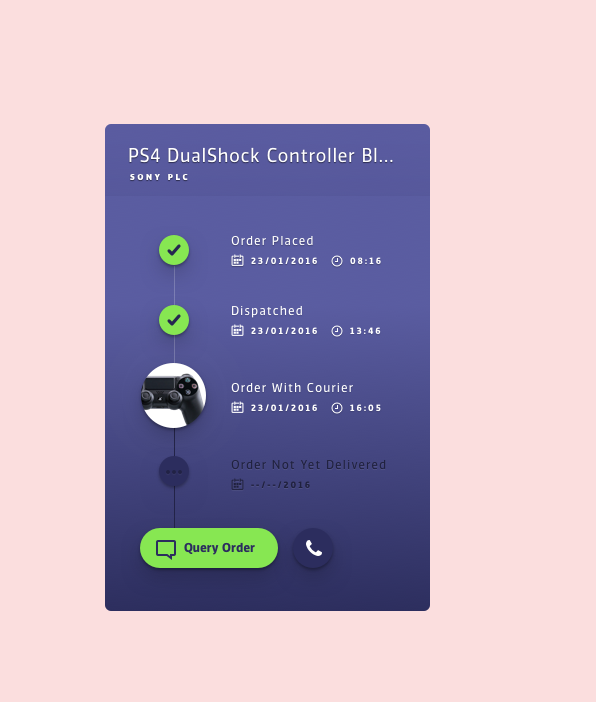 PS4 DualShock Controller Bl...
SONY PLC
Order Placed
23/01/2016 08:16
Dispatched
23/01/2016 13:46
Order With Courier
23/01/2016 16:05
Order Not Yet Delivered
--/--/2016
Query Order